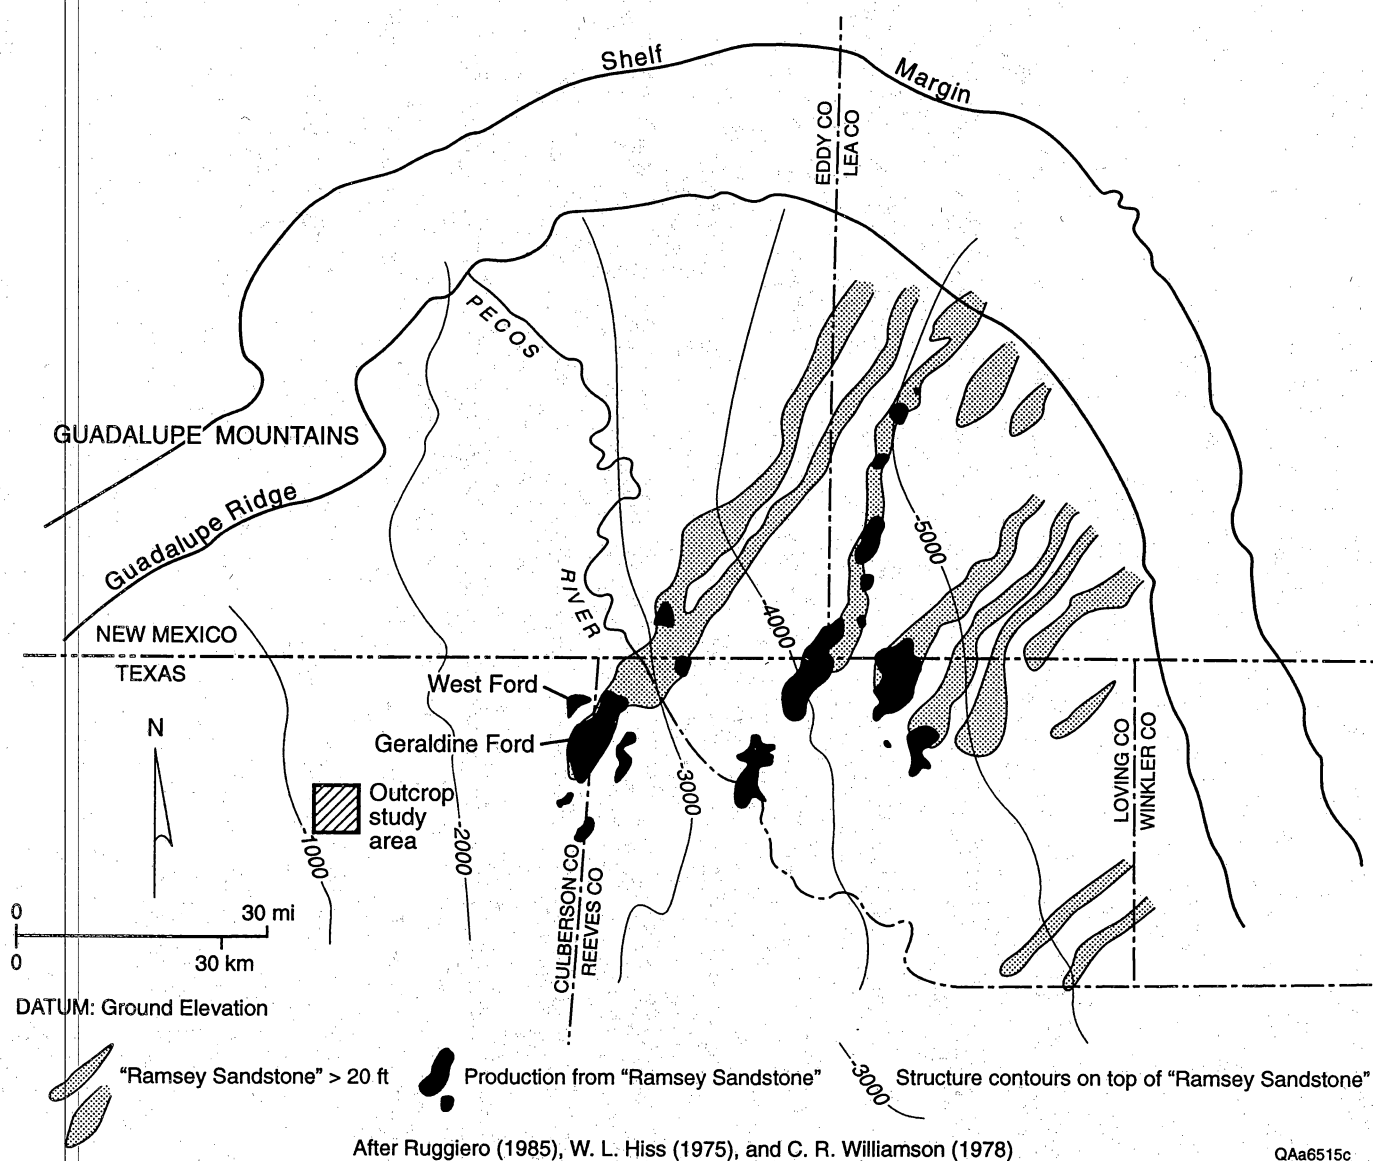 Shelf
Margin
EDDY CO
LEA CO
PECOS
GUADALUPE MOUNTAINS
Guadalupe Ridge
-5000
RIVER
-4000
NEW MEXICO
TEXAS
West Ford
N
Geraldine Ford
LOVING CO
WINKLER CO
-3000
Outcrop
study
area
-1000
-2000
CULBERSON CO
REEVES CO
0
30 mi
0
30 km
DATUM: Ground Elevation
“Ramsey Sandstone” > 20 ft
Production from “Ramsey Sandstone”
-3000
Structure contours on top of “Ramsey Sandstone”
After Ruggiero (1985), W. L. Hiss (1975), and C. R. Williamson (1978)
QAa6515c